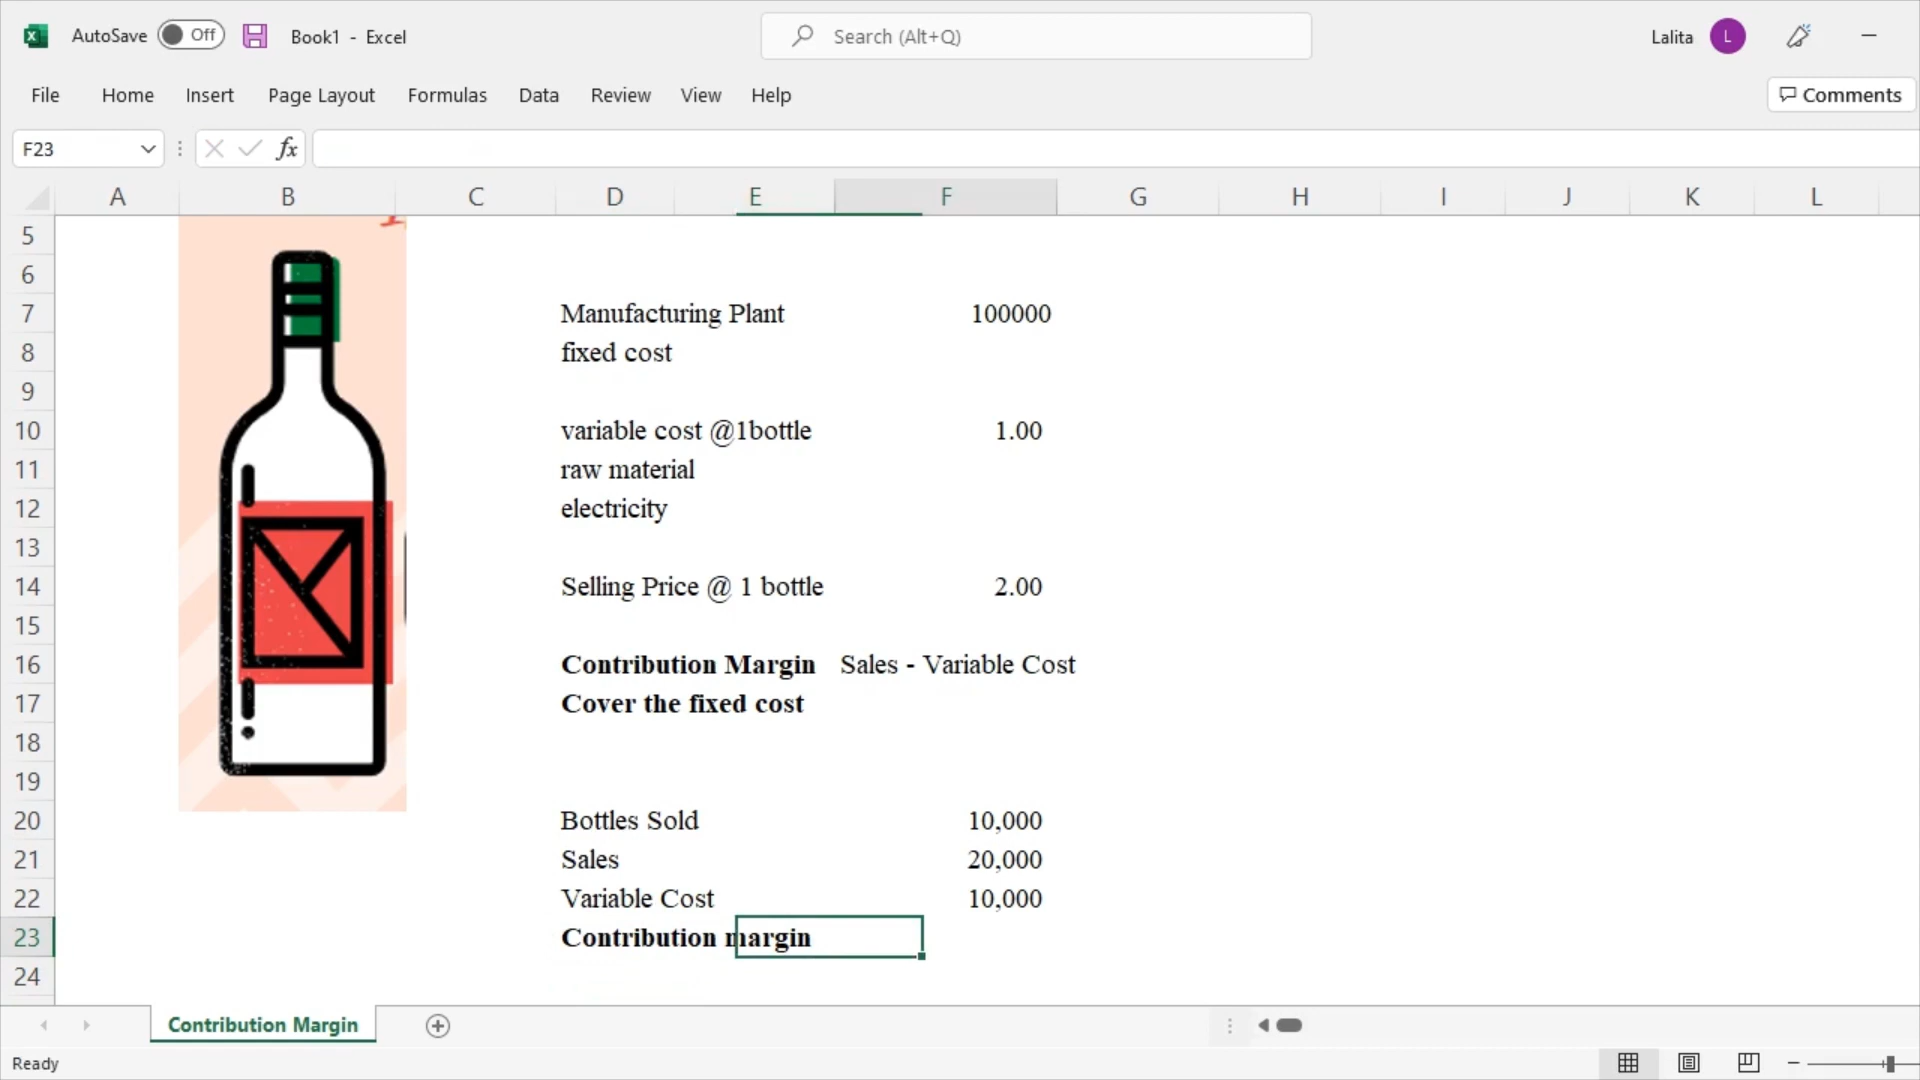 AutoSave Off Book1 - Excel Search (Alt+Q) Lalita L
File Home Insert Page Layout Formulas Data Review View Help Comments
F23 fx
A B C D E F G H I J K L
5
6
7 Manufacturing Plant 100000
8 fixed cost
9
10 variable cost @1bottle 1.00
11 raw material
12 electricity
13
14 Selling Price @ 1 bottle 2.00
15
16 Contribution Margin Sales - Variable Cost
17 Cover the fixed cost
18
19
20 Bottles Sold 10,000
21 Sales 20,000
22 Variable Cost 10,000
23 Contribution margin
24
Contribution Margin
Ready